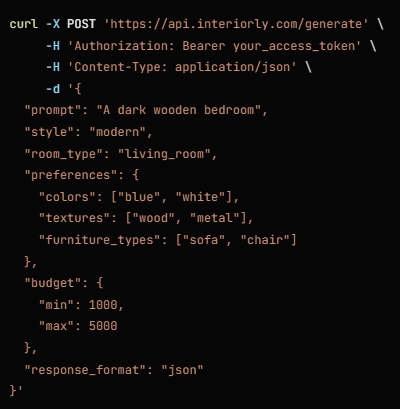 curl -X POST 'https://api.interiorly.com/generate' \
     -H 'Authorization: Bearer your_access_token' \
     -H 'Content-Type: application/json' \
     -d '{
  "prompt": "A dark wooden bedroom",
  "style": "modern",
  "room_type": "living_room",
  "preferences": {
    "colors": ["blue", "white"],
    "textures": ["wood", "metal"],
    "furniture_types": ["sofa", "chair"]
  },
  "budget": {
    "min": 1000,
    "max": 5000
  },
  "response_format": "json"
}'